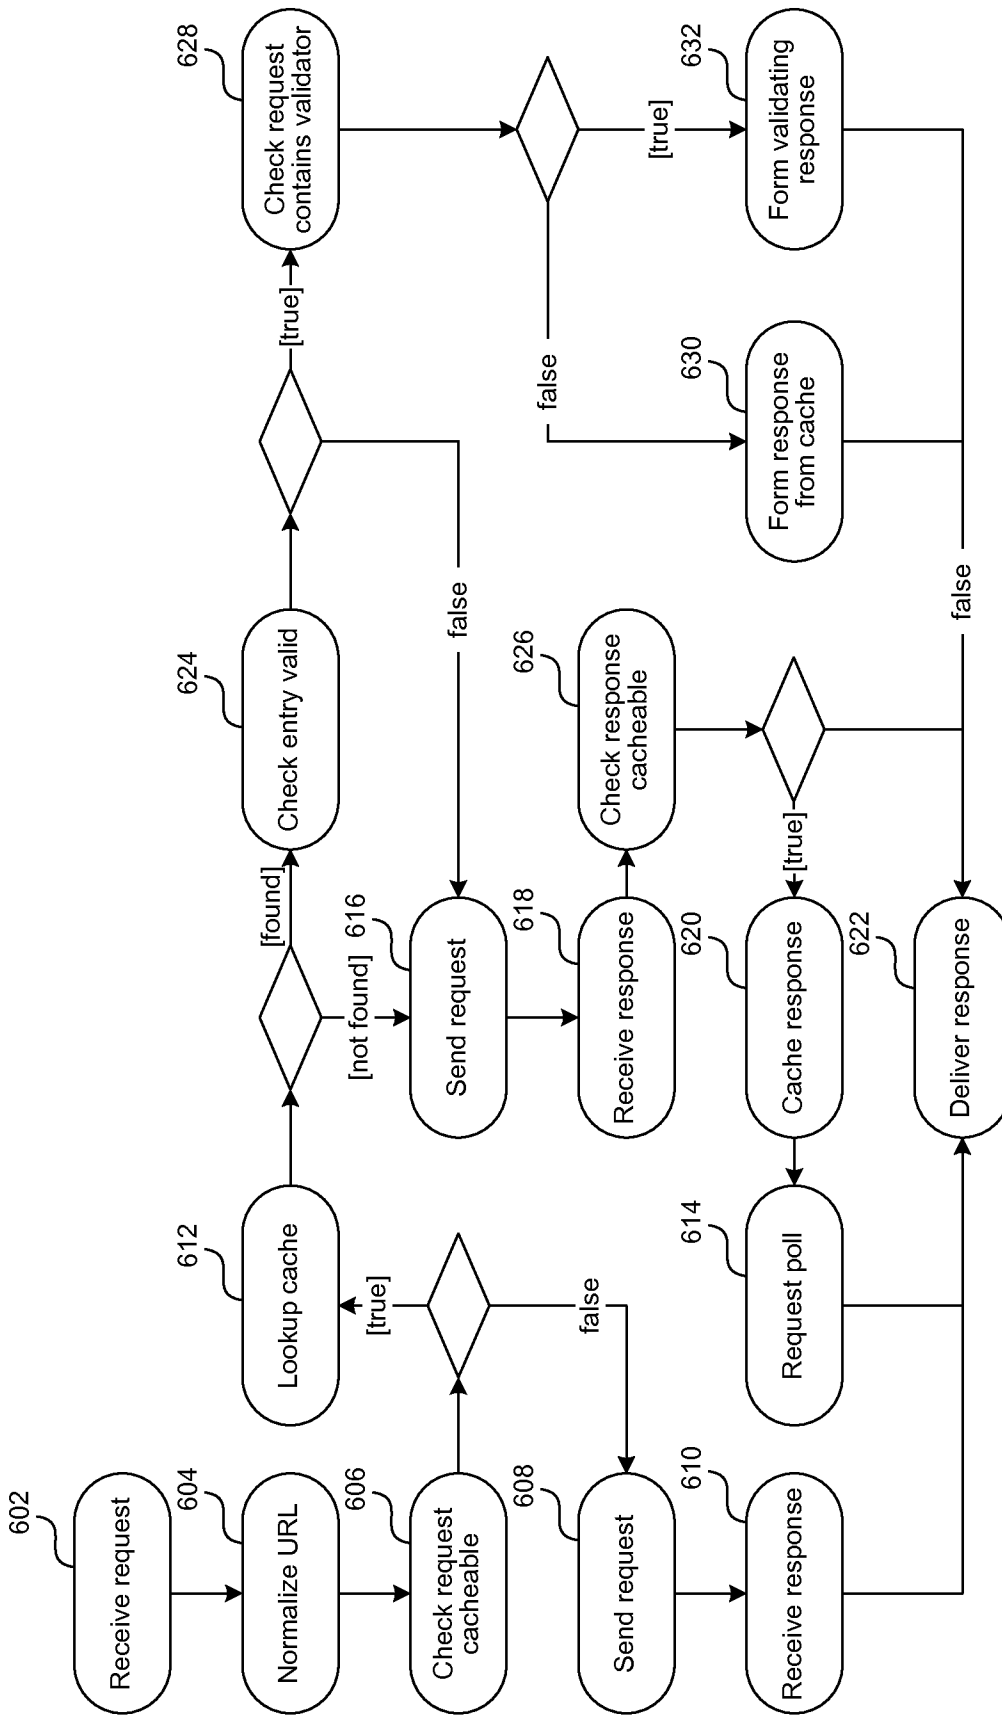 602
Receive request
604
Normalize URL
606
Check request
cacheable
[true]
false
608
Send request
610
Receive response
612
Lookup cache
[found]
[not found]
624
Check entry valid
[true]
false
628
Check request
contains validator
[true]
false
616
Send request
618
Receive response
626
Check response
cacheable
[true]
false
620
Cache response
614
Request poll
622
Deliver response
630
Form response
from cache
632
Form validating
response